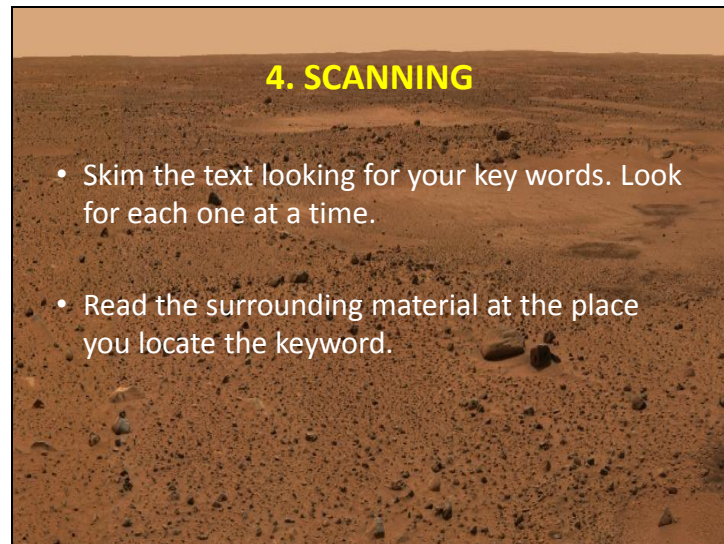 4. SCANNING
• Skim the text looking for your key words. Look
for each one at a time.
• Read the surrounding material at the place
you locate the keyword.